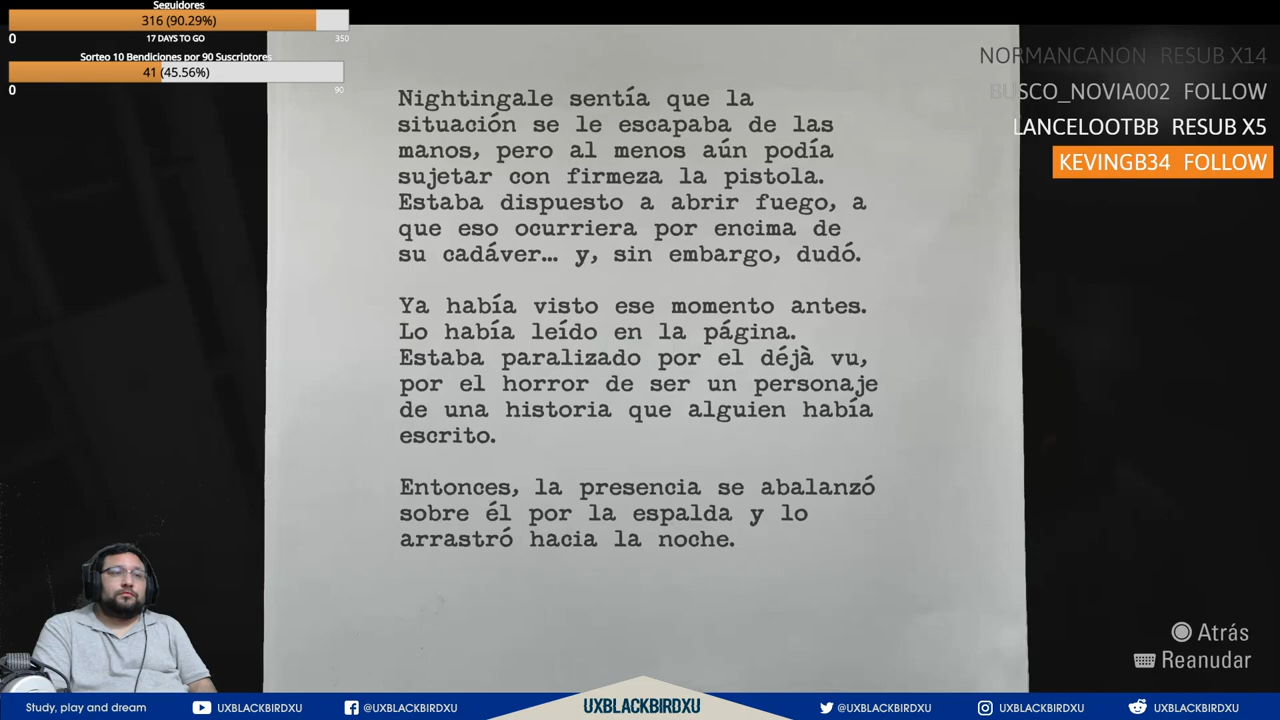 Seguidores
316 (90.29%)
0
17 DAYS TO GO
350
Sorteo 10 Bendiciones por 90 Suscriptores
41 (45.56%)
0
90
NORMANCANON RESUB X14
BUSCO_NOVIA002 FOLLOW
LANCELOOTBB RESUB X5
KEVINGB34 FOLLOW
Nightingale sentía que la
situación se le escapaba de las
manos, pero al menos aún podía
sujetar con firmeza la pistola.
Estaba dispuesto a abrir fuego, a
que eso ocurriera por encima de
su cadáver... y, sin embargo, dudó.
Ya había visto ese momento antes.
Lo había leído en la página.
Estaba paralizado por el déjà vu,
por el horror de ser un personaje
de una historia que alguien había
escrito.
Entonces, la presencia se abalanzó
sobre él por la espalda y lo
arrastró hacia la noche.
Atrás
Reanudar
Study, play and dream
UXBLACKBIRDXU
@UXBLACKBIRDXU
UXBLACKBIRDXU
@UXBLACKBIRDXU
UXBLACKBIRDXU
UXBLACKBIRDXU